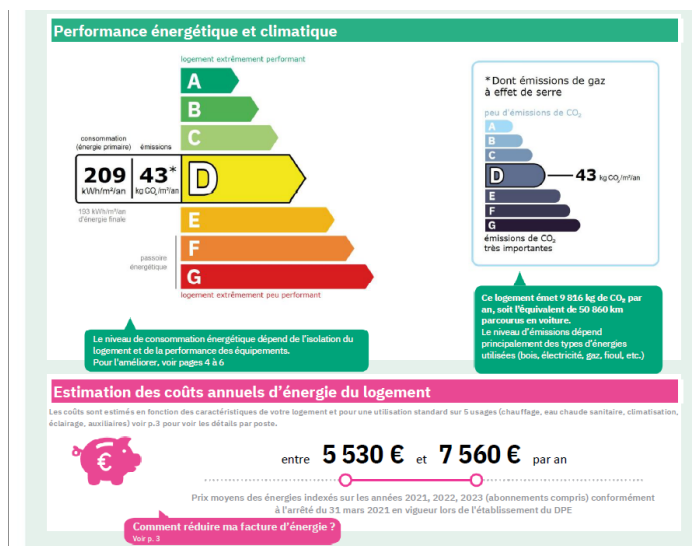 Performance énergétique et climatique
logement extrêmement performant
A
B
C
consommation
(énergie primaire)
émissions
209
kWh/m²/an
43*
kg CO₂/m²/an
D
193 kWh/m²/an
d'énergie finale
E
passoire
énergétique
F
G
logement extrêmement peu performant
Le niveau de consommation énergétique dépend de l'isolation du
logement et de la performance des équipements.
Pour l'améliorer, voir pages 4 à 6
*Dont émissions de gaz
à effet de serre
peu d'émissions de CO₂
A
B
C
D
43 kg CO₂/m²/an
E
F
G
émissions de CO₂
très importantes
Ce logement émet 9 816 kg de CO₂ par
an, soit l'équivalent de 50 860 km
parcourus en voiture.
Le niveau d'émissions dépend
principalement des types d'énergies
utilisées (bois, électricité, gaz, fioul, etc.)
Estimation des coûts annuels d'énergie du logement
Les coûts sont estimés en fonction des caractéristiques de votre logement et pour une utilisation standard sur 5 usages (chauffage, eau chaude sanitaire, climatisation,
éclairage, auxiliaires) voir p.3 pour voir les détails par poste.
€
entre 5 530 € et 7 560 € par an
Prix moyens des énergies indexés sur les années 2021, 2022, 2023 (abonnements compris) conformément
à l'arrêté du 31 mars 2021 en vigueur lors de l'établissement du DPE
Comment réduire ma facture d'énergie ?
Voir p. 3